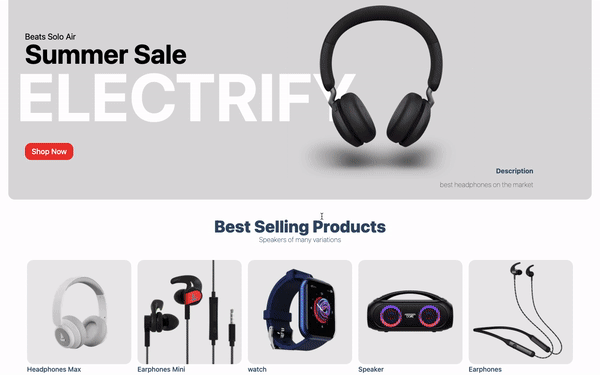 Beats Solo Air
Summer Sale
ELECTRIFY
Shop Now
Description
best headphones on the market
Best Selling Products
Speakers of many variations
Headphones Max
Earphones Mini
watch
Speaker
Earphones